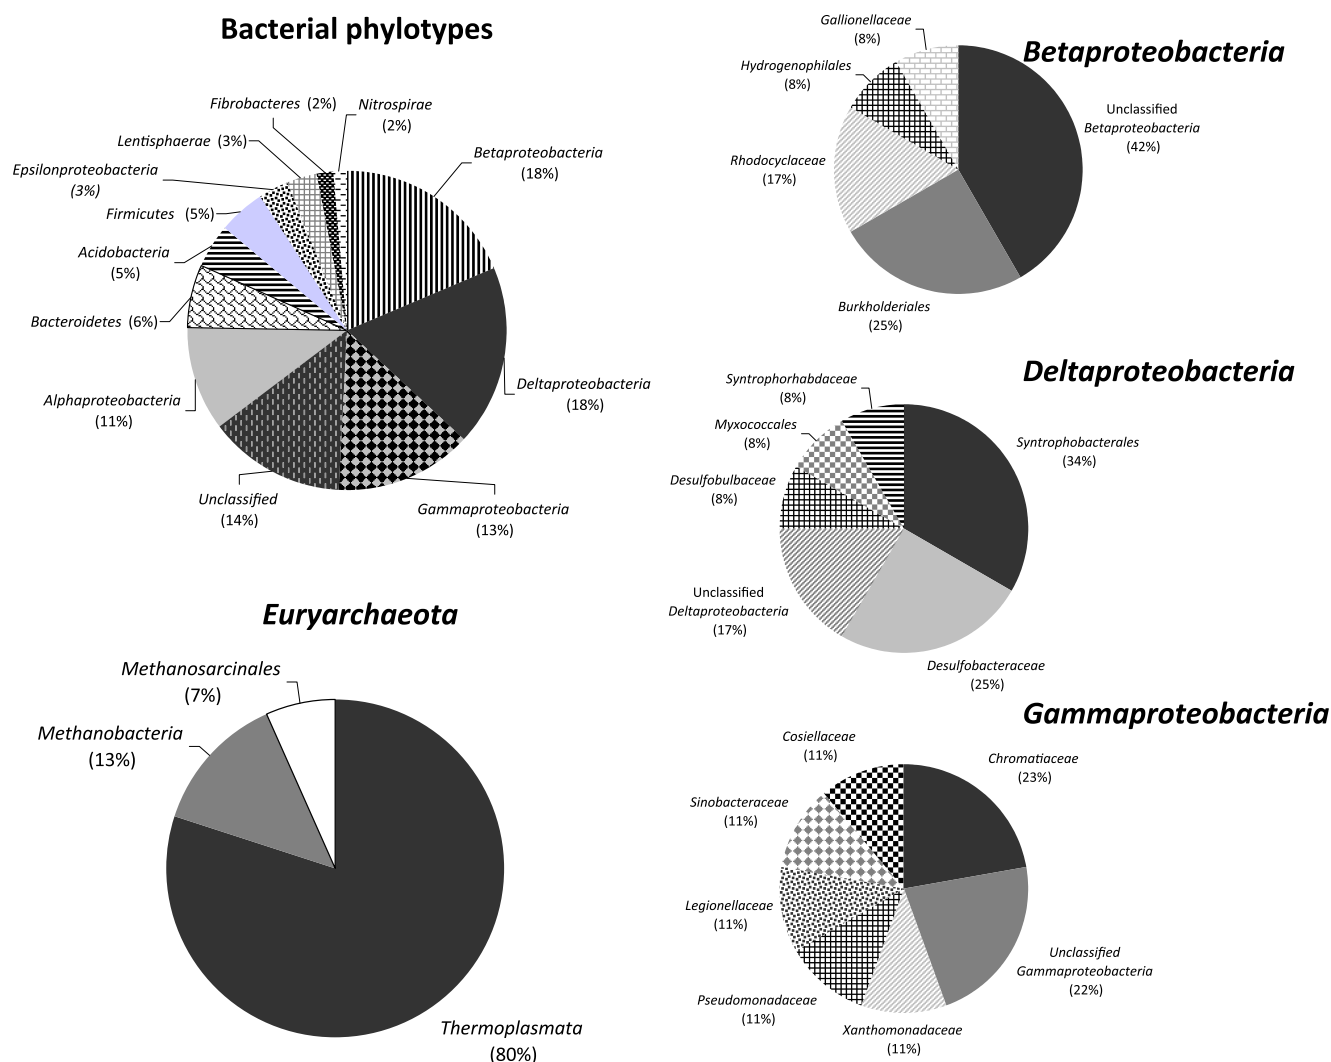 Bacterial phylotypes
Fibrobacteres (2%)
Nitrospirae
(2%)
Lentisphaerae (3%)
Betaproteobacteria
(18%)
Epsilonproteobacteria
(3%)
Firmicutes (5%)
Acidobacteria
(5%)
Bacteroidetes (6%)
Deltaproteobacteria
(18%)
Alphaproteobacteria
(11%)
Unclassified
(14%)
Gammaproteobacteria
(13%)
Euryarchaeota
Methanosarcinales
(7%)
Methanobacteria
(13%)
Thermoplasmata
(80%)
Betaproteobacteria
Gallionellaceae
(8%)
Hydrogenophilales
(8%)
Unclassified
Betaproteobacteria
(42%)
Rhodocyclaceae
(17%)
Burkholderiales
(25%)
Deltaproteobacteria
Syntrophorhabdaceae
(8%)
Myxococcales
(8%)
Syntrophobacterales
(34%)
Desulfobulbaceae
(8%)
Unclassified
Deltaproteobacteria
(17%)
Desulfobacteraceae
(25%)
Gammaproteobacteria
Cosiellaceae
(11%)
Chromatiaceae
(23%)
Sinobacteraceae
(11%)
Legionellaceae
(11%)
Unclassified
Gammaproteobacteria
(22%)
Pseudomonadaceae
(11%)
Xanthomonadaceae
(11%)